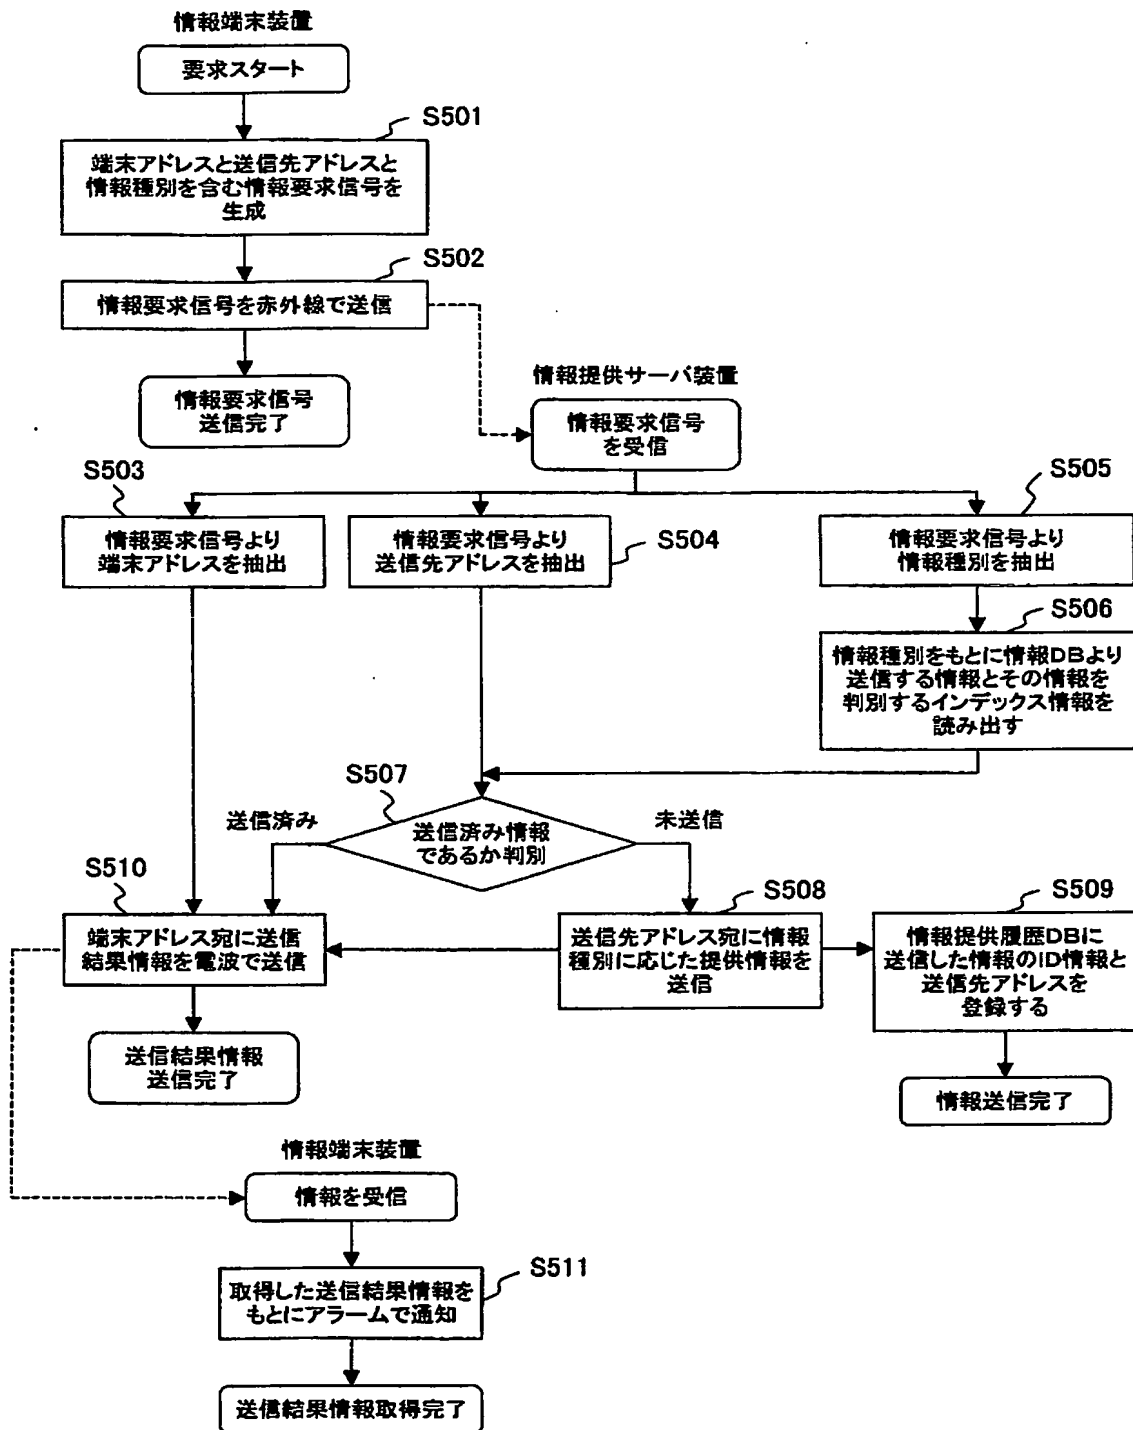 情報端末装置
要求スタート
S501
端末アドレスと送信先アドレスと
情報種別を含む情報要求信号を
生成
S502
情報要求信号を赤外線で送信
情報要求信号
送信完了
情報提供サーバ装置
情報要求信号
を受信
S503
情報要求信号より
端末アドレスを抽出
情報要求信号より
送信先アドレスを抽出
S504
S505
情報要求信号より
情報種別を抽出
S506
情報種別をもとに情報DBより
送信する情報とその情報を
判別するインデックス情報を
読み出す
S507
送信済み
送信済み情報
であるか判別
未送信
S510
端末アドレス宛に送信
結果情報を電波で送信
S508
送信先アドレス宛に情報
種別に応じた提供情報を
送信
S509
情報提供履歴DBに
送信した情報のID情報と
送信先アドレスを
登録する
送信結果情報
送信完了
情報送信完了
情報端末装置
情報を受信
S511
取得した送信結果情報を
もとにアラームで通知
送信結果情報取得完了